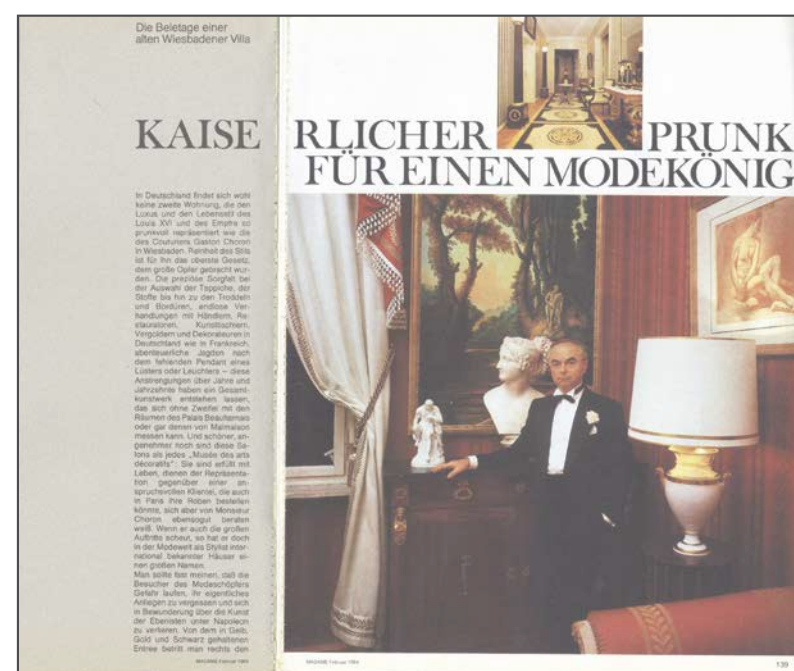 Die Beletage einer
alten Wiesbadener Villa
KAISERLICHER PRUNK
FÜR EINEN MODEKÖNIG
In Deutschland findet sich wohl
keine zweite Wohnung, die den
Luxus und den Lebensstil des
Louis XVI und des Empire so
prunkvoll repräsentiert wie die
des Couturiers Gaston Choron
in Wiesbaden. Reinheit des Stils
ist für ihn das oberste Gesetz,
dem große Opfer gebracht wur-
den. Die preziöse Sorgfalt bei
der Auswahl der Teppiche, der
Stoffe bis hin zu den Troddeln
und Bordüren, endlose Ver-
handlungen mit Händlern, Re-
stauratoren, Kunsttischlern,
Vergoldern und Dekorateuren in
Deutschland wie in Frankreich,
abenteuerliche Jagden nach
dem fehlenden Pendant eines
Lüsters oder Leuchters – diese
Anstrengungen über Jahre und
Jahrzehnte haben ein Gesamt-
kunstwerk entstehen lassen,
das sich ohne Zweifel mit den
Räumen des Palais Beauharnais
oder gar denen von Malmaison
messen kann. Und schöner, an-
genehmer noch sind diese Sa-
lons als jedes „Musée des arts
décoratifs": Sie sind erfüllt mit
Leben, dienen der Repräsenta-
tion gegenüber einer an-
spruchsvollen Klientel, die auch
in Paris ihre Roben bestellen
könnte, sich aber von Monsieur
Choron ebensogut beraten
weiß. Wenn er auch die großen
Auftritte scheut, so hat er doch
in der Modewelt als Stylist inter-
national bekannter Häuser ei-
nen großen Namen.
Man sollte fast meinen, daß die
Besucher des Modeschöpfers
Gefahr laufen, ihr eigentliches
Anliegen zu vergessen und sich
in Bewunderung über die Kunst
der Ebenisten unter Napoleon
zu verlieren. Von dem in Gelb,
Gold und Schwarz gehaltenen
Entrée betritt man rechts den
MADAME Februar
MADAME Februar
139